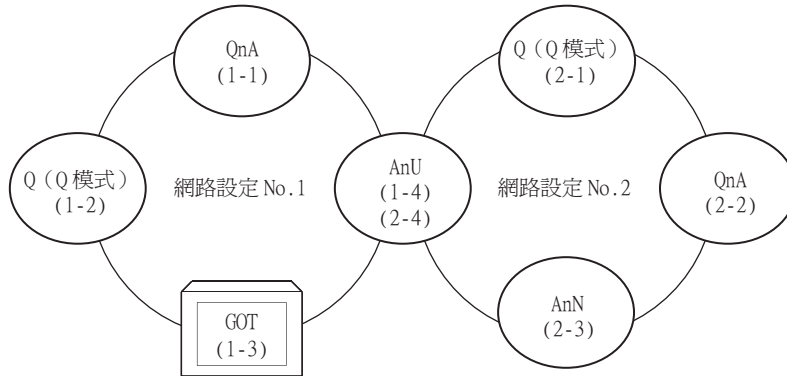 QnA
(1-1)
Q（Q 模式）
(2-1)
Q（Q 模式）
(1-2)
網路設定 No.1
AnU
(1-4)
(2-4)
網路設定 No.2
QnA
(2-2)
GOT
(1-3)
AnN
(2-3)